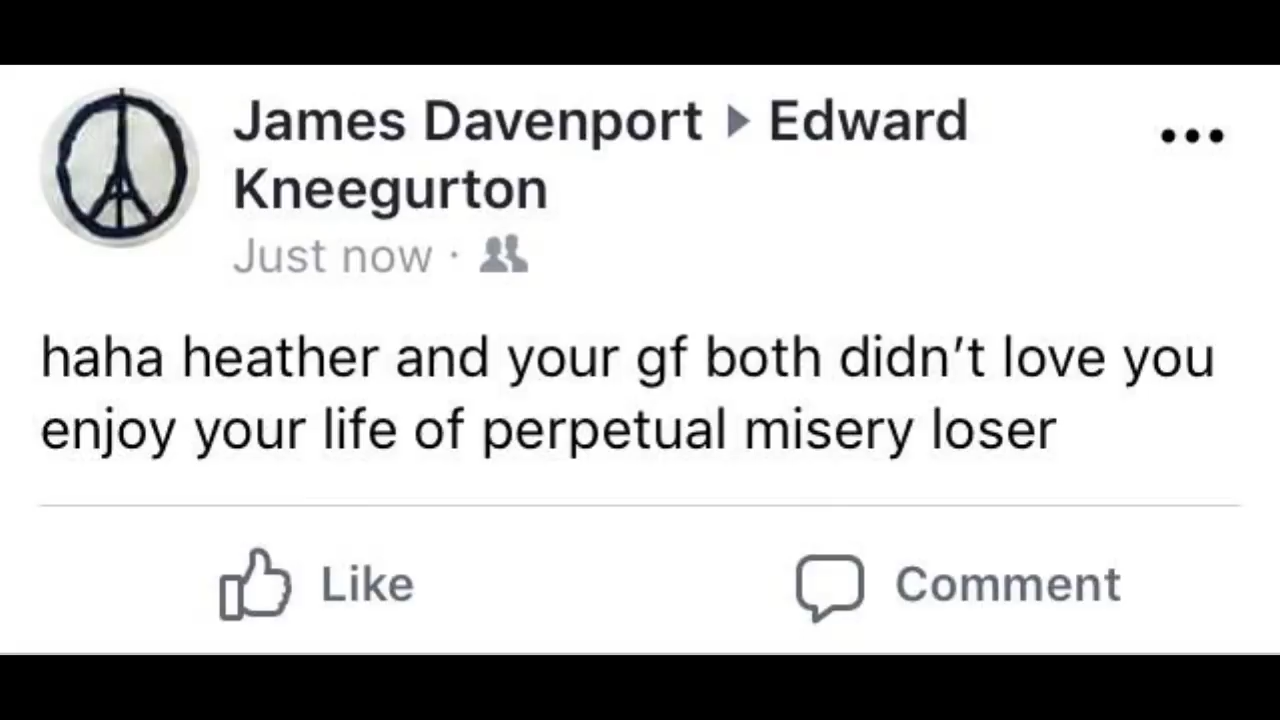 James Davenport ▸ Edward
Kneegurton
Just now ·
haha heather and your gf both didn’t love you
enjoy your life of perpetual misery loser
Like
Comment